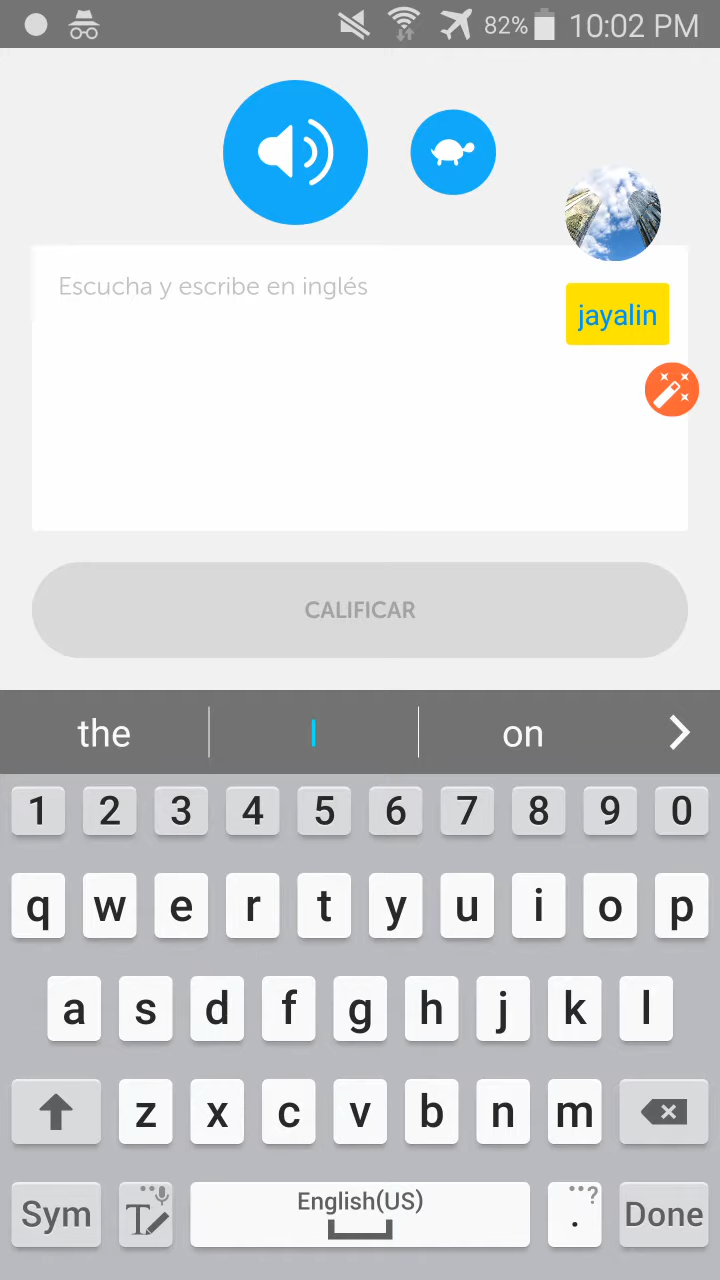 82% 10:02 PM
Escucha y escribe en inglés
jayalin
CALIFICAR
the I on
1 2 3 4 5 6 7 8 9 0
q w e r t y u i o p
a s d f g h j k l
z x c v b n m
Sym T English(US) . ? Done